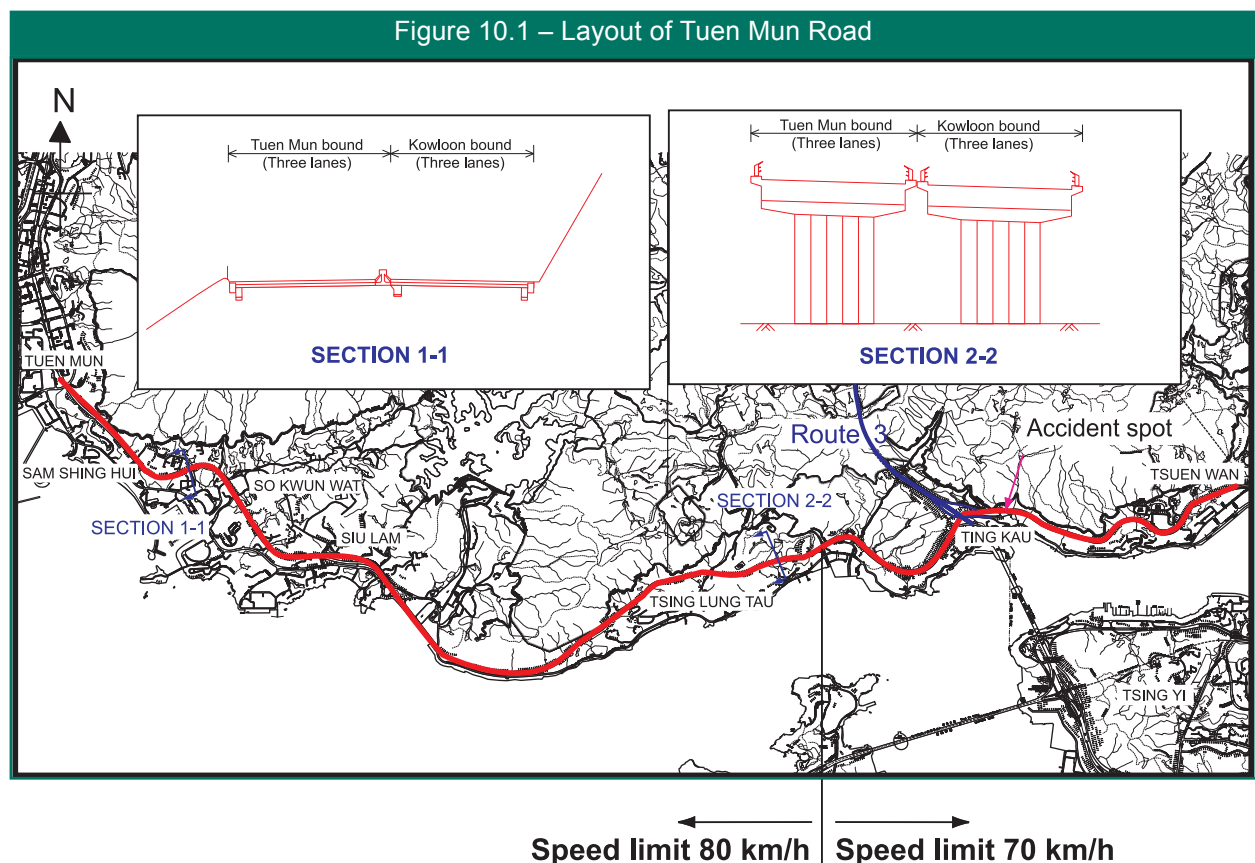 Figure 10.1 – Layout of Tuen Mun Road
N
Tuen Mun bound
(Three lanes)
Kowloon bound
(Three lanes)
SECTION 1-1
Tuen Mun bound
(Three lanes)
Kowloon bound
(Three lanes)
SECTION 2-2
TUEN MUN
Route 3
Accident spot
SAM SHING HUI
SO KWUN WAT
TSUEN WAN
SECTION 2-2
SECTION 1-1
SIU LAM
TING KAU
TSING LUNG TAU
TSING YI
Speed limit 80 km/h
Speed limit 70 km/h